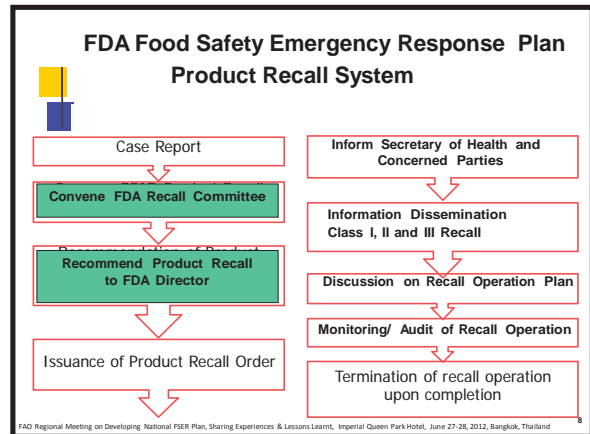 FDA Food Safety Emergency Response Plan
Product Recall System
Case Report
Convene FDA Recall Committee
Recommend Product Recall
to FDA Director
Issuance of Product Recall Order
Inform Secretary of Health and
Concerned Parties
Information Dissemination
Class I, II and III Recall
Discussion on Recall Operation Plan
Monitoring/ Audit of Recall Operation
Termination of recall operation
upon completion
8
FAO Regional Meeting on Developing National FSER Plan, Sharing Experiences & Lessons Learnt, Imperial Queen Park Hotel, June 27-28, 2012, Bangkok, Thailand